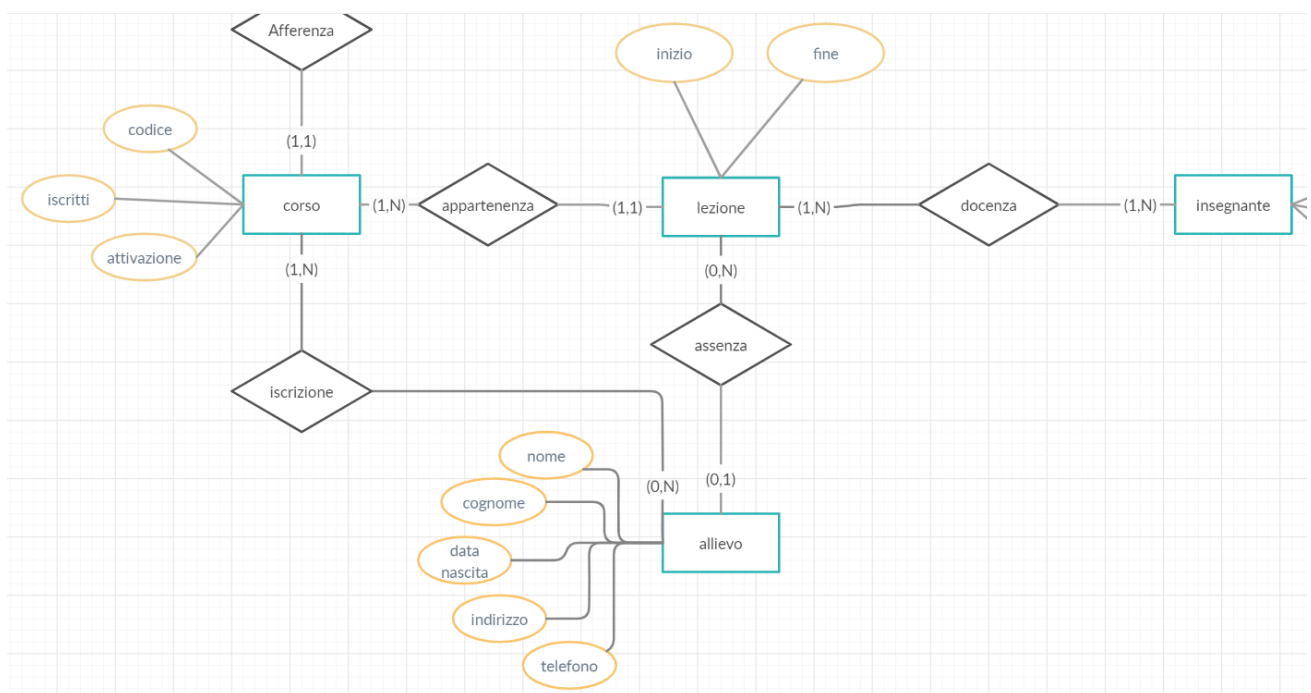 Afferenza
inizio
fine
codice
(1,1)
iscritti
corso
(1,N)
appartenenza
(1,1)
lezione
(1,N)
docenza
(1,N)
insegnante
attivazione
(1,N)
(0,N)
assenza
iscrizione
nome
(0,N)
(0,1)
cognome
allievo
data
nascita
indirizzo
telefono